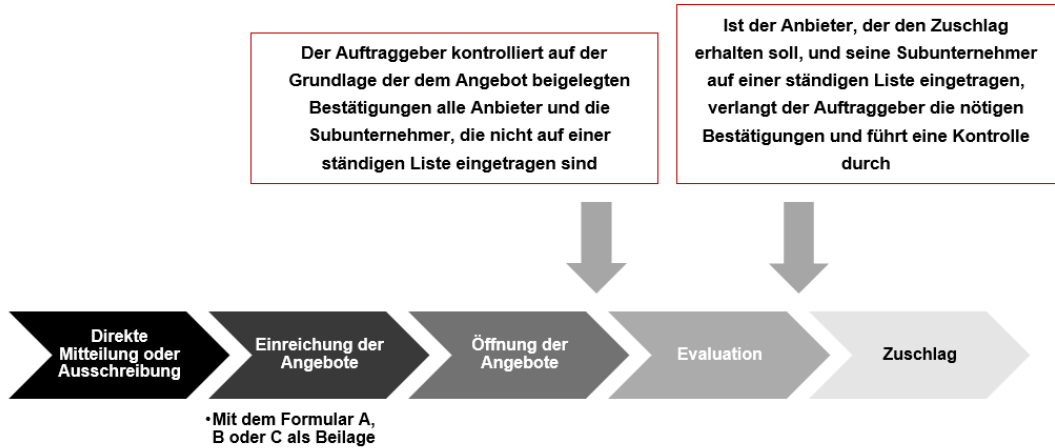 Der Auftraggeber kontrolliert auf der
Grundlage der dem Angebot beigelegten
Bestätigungen alle Anbieter und die
Subunternehmer, die nicht auf einer
ständigen Liste eingetragen sind
Ist der Anbieter, der den Zuschlag
erhalten soll, und seine Subunternehmer
auf einer ständigen Liste eingetragen,
verlangt der Auftraggeber die nötigen
Bestätigungen und führt eine Kontrolle
durch
Direkte
Mitteilung oder
Ausschreibung
Einreichung der
Angebote
Öffnung der
Angebote
Evaluation
Zuschlag
•Mit dem Formular A,
B oder C als Beilage